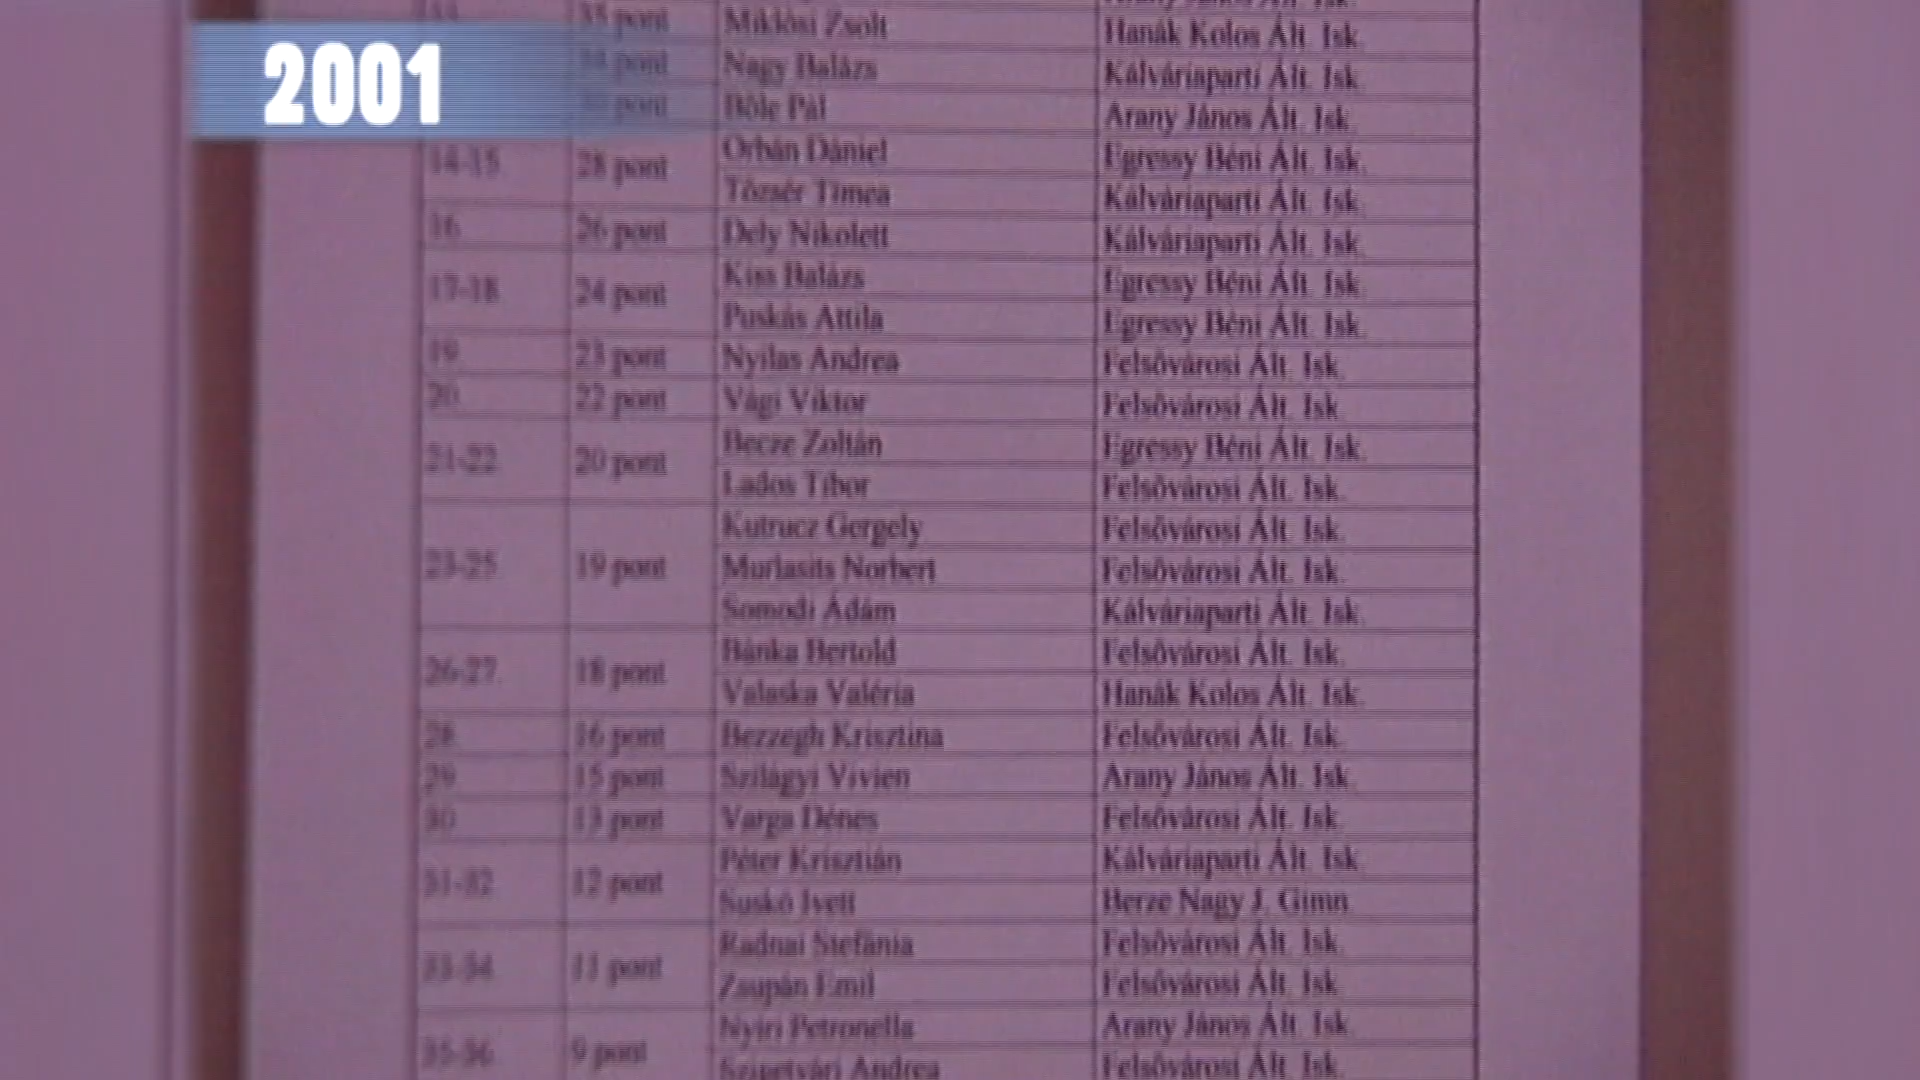 2001
35 pont Miklósi Zsolt Hanák Kolos Ált. Isk.
pont Nagy Balázs Kálváriaparti Ált. Isk.
pont Bőle Pál Arany János Ált. Isk.
14-15 28 pont Orbán Dániel Egressy Béni Ált. Isk.
Tőzsér Tímea Kálváriaparti Ált. Isk.
16 26 pont Dely Nikolett Kálváriaparti Ált. Isk.
17-18 24 pont Kiss Balázs Egressy Béni Ált. Isk.
Puskás Attila Egressy Béni Ált. Isk.
19 23 pont Nyilas Andrea Felsővárosi Ált. Isk.
20 22 pont Vági Viktor Felsővárosi Ált. Isk.
21-22 20 pont Becze Zoltán Egressy Béni Ált. Isk.
Lados Tibor Felsővárosi Ált. Isk.
23-25 19 pont Kutrucz Gergely Felsővárosi Ált. Isk.
Murlasits Norbert Felsővárosi Ált. Isk.
Somodi Ádám Kálváriaparti Ált. Isk.
26-27 18 pont Bánka Bertold Felsővárosi Ált. Isk.
Valaska Valéria Hanák Kolos Ált. Isk.
28 16 pont Bezzegh Krisztina Felsővárosi Ált. Isk.
29 15 pont Szilágyi Vivien Arany János Ált. Isk.
30 13 pont Varga Dénes Felsővárosi Ált. Isk.
31-32 12 pont Péter Krisztián Kálváriaparti Ált. Isk.
Suskó Ivett Berze Nagy J. Gimn.
33-34 11 pont Radnai Stefánia Felsővárosi Ált. Isk.
Zsupán Emil Felsővárosi Ált. Isk.
35-36 9 pont Nyíri Petronella Arany János Ált. Isk.
Szigetvári Andrea Felsővárosi Ált. Isk.